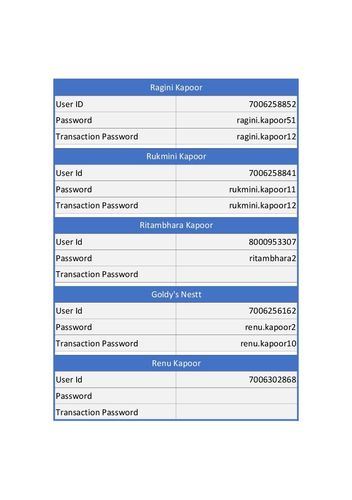 Ragini Kapoor
User ID 7006258852
Password ragini.kapoor51
Transaction Password ragini.kapoor12
Rukmini Kapoor
User Id 7006258841
Password rukmini.kapoor11
Transaction Password rukmini.kapoor12
Ritambhara Kapoor
User Id 8000953307
Password ritambhara2
Transaction Password
Goldy's Nestt
User Id 7006256162
Password renu.kapoor2
Transaction Password renu.kapoor10
Renu Kapoor
User Id 7006302868
Password
Transaction Password